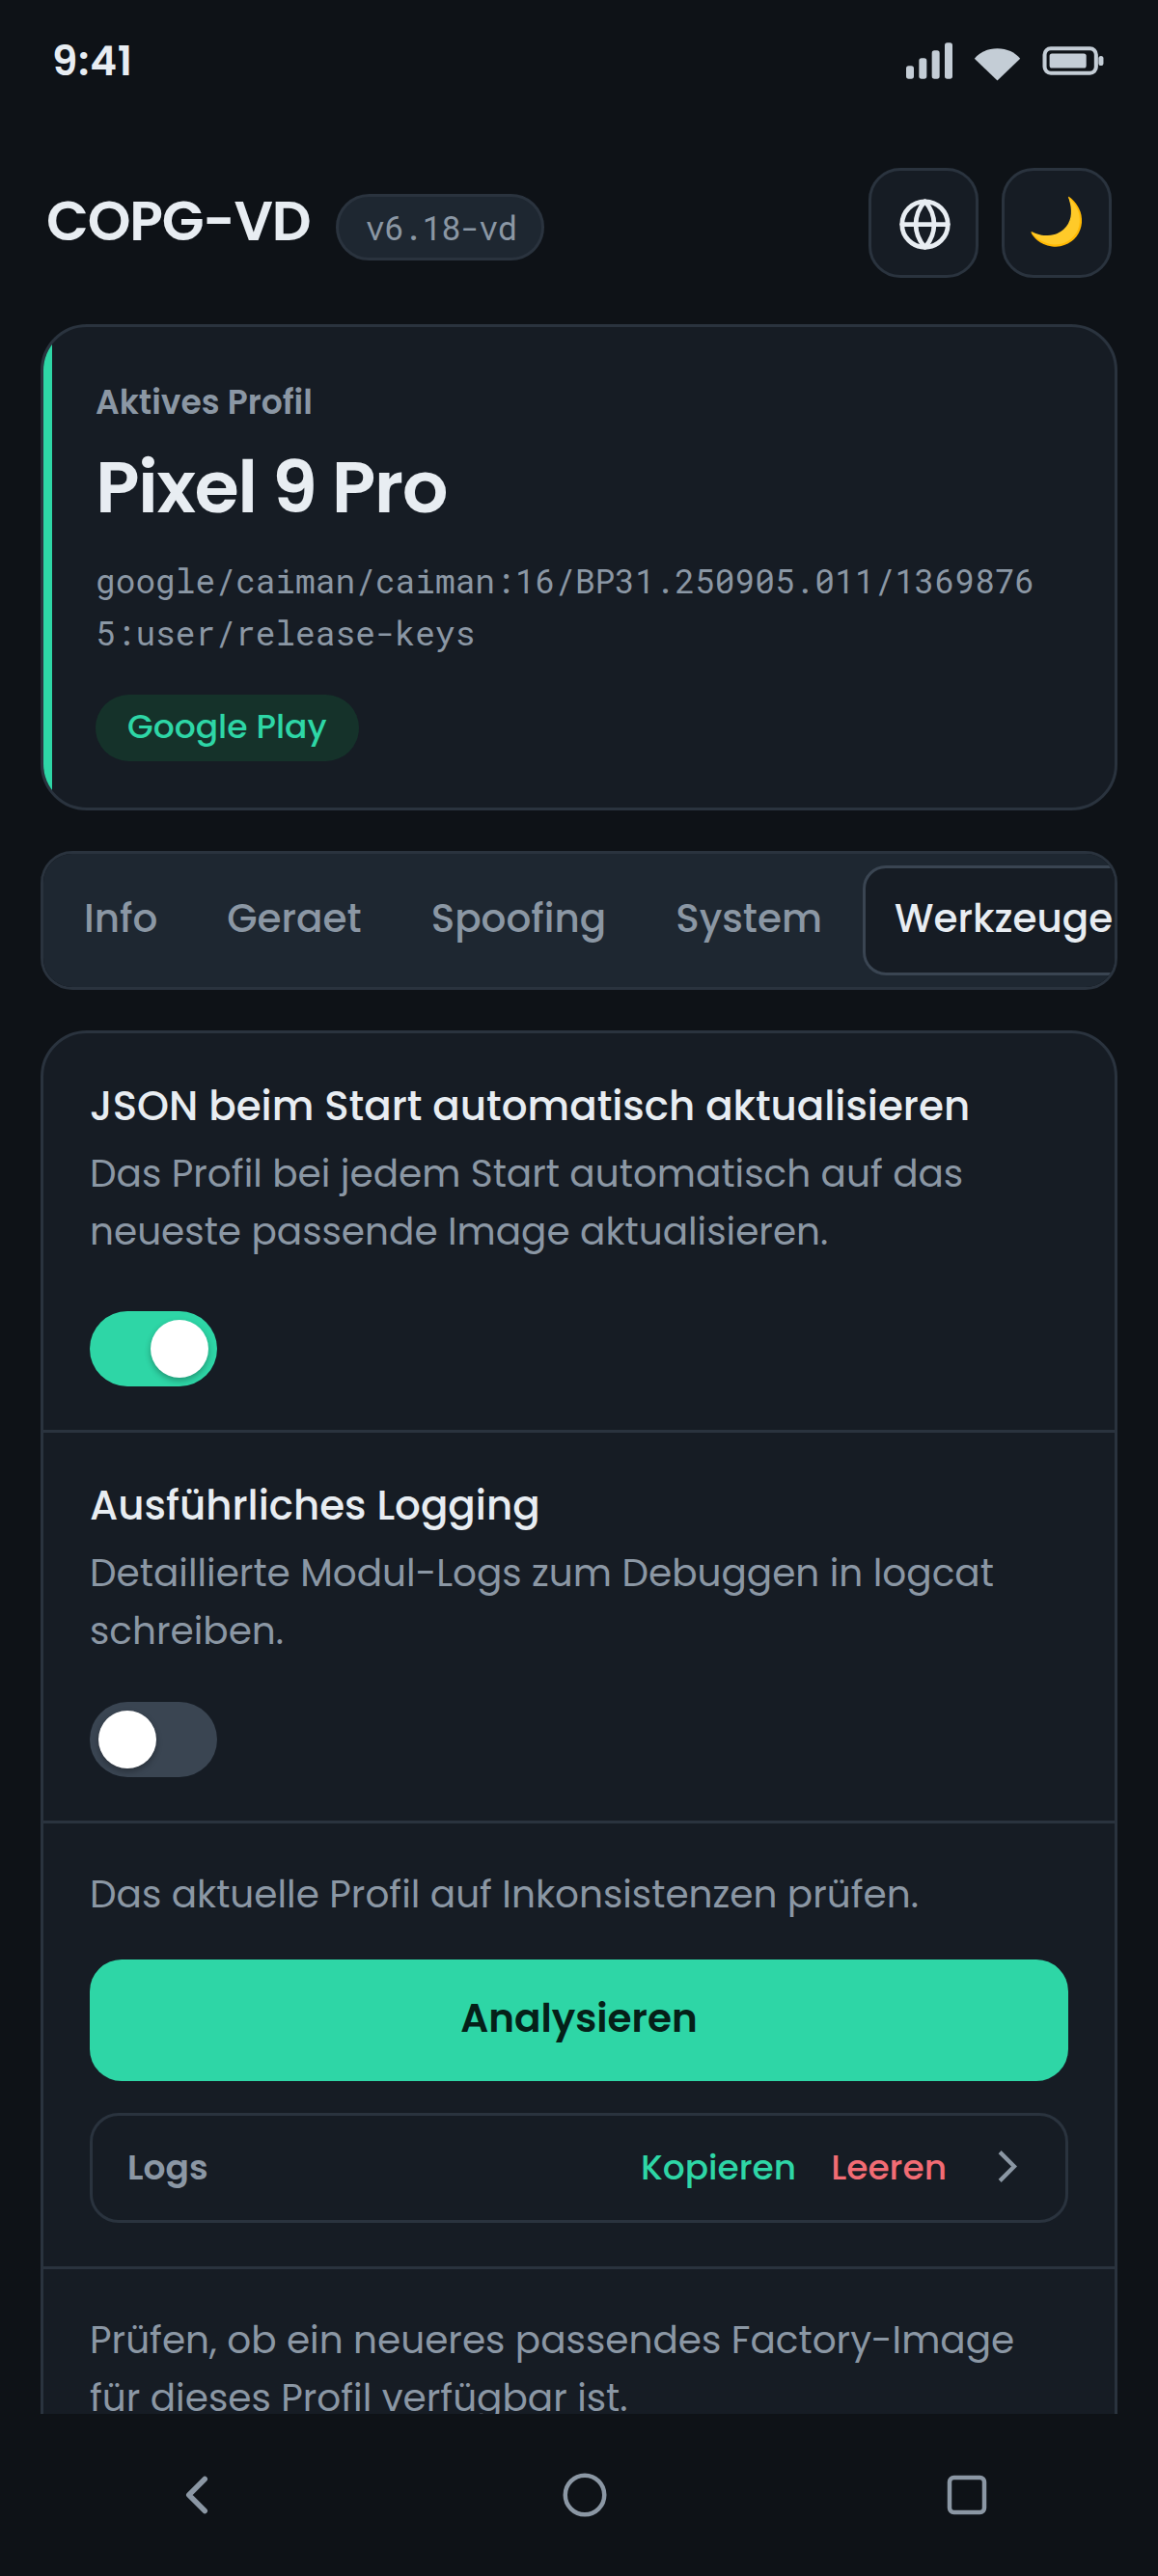 9:41
COPG-VD v6.18-vd
Aktives Profil
Pixel 9 Pro
google/caiman/caiman:16/BP31.250905.011/1369876
5:user/release-keys
Google Play
Info Geraet Spoofing System Werkzeuge
JSON beim Start automatisch aktualisieren
Das Profil bei jedem Start automatisch auf das
neueste passende Image aktualisieren.
Ausführliches Logging
Detaillierte Modul-Logs zum Debuggen in logcat
schreiben.
Das aktuelle Profil auf Inkonsistenzen prüfen.
Analysieren
Logs Kopieren Leeren
Prüfen, ob ein neueres passendes Factory-Image
für dieses Profil verfügbar ist.